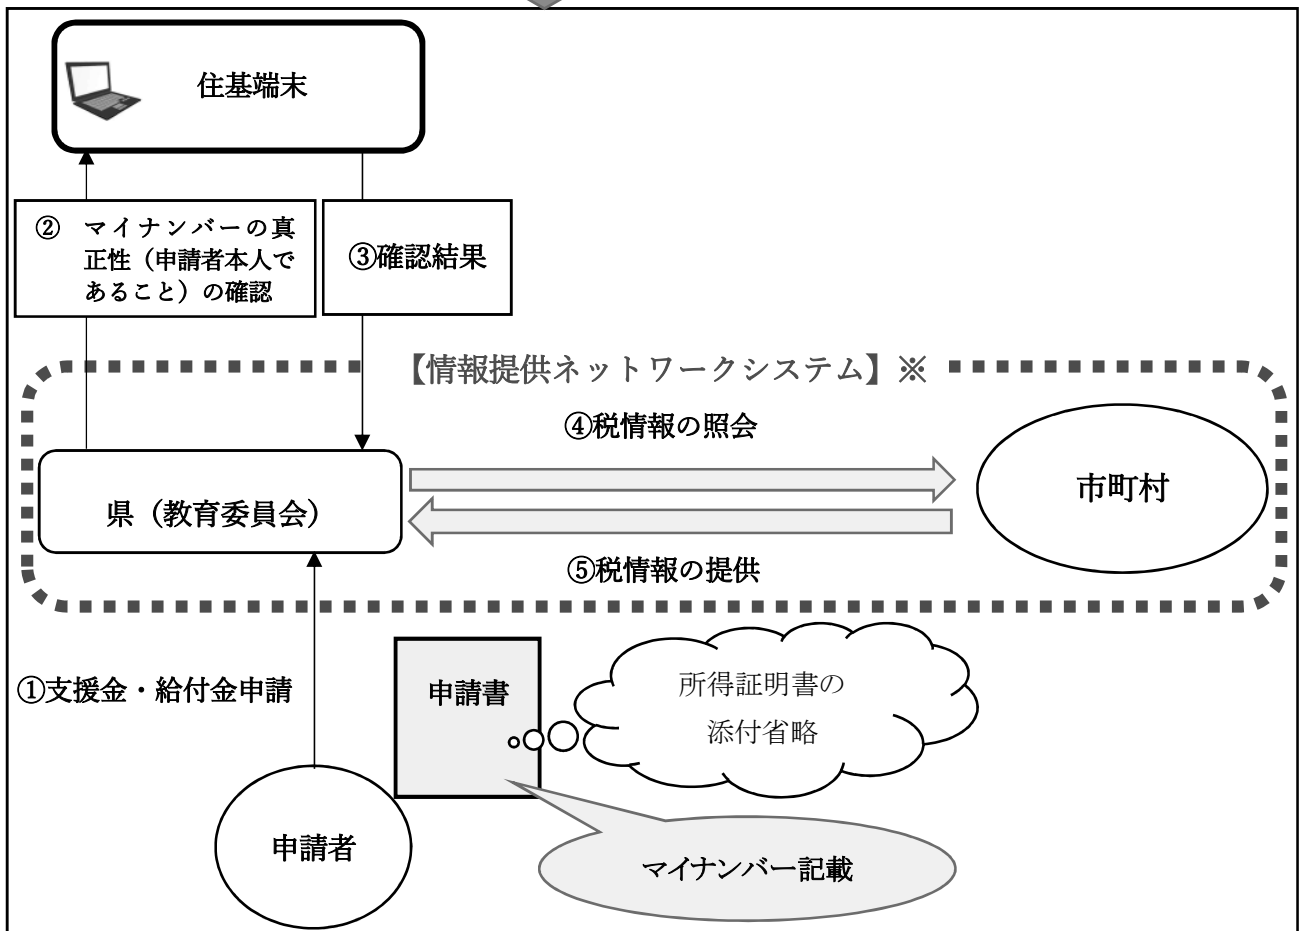 住基端末
② マイナンバーの真
正性（申請者本人で
あること）の確認
③確認結果
【情報提供ネットワークシステム】※
④税情報の照会
県（教育委員会）
市町村
⑤税情報の提供
①支援金・給付金申請
申請書
所得証明書の
添付省略
申請者
マイナンバー記載